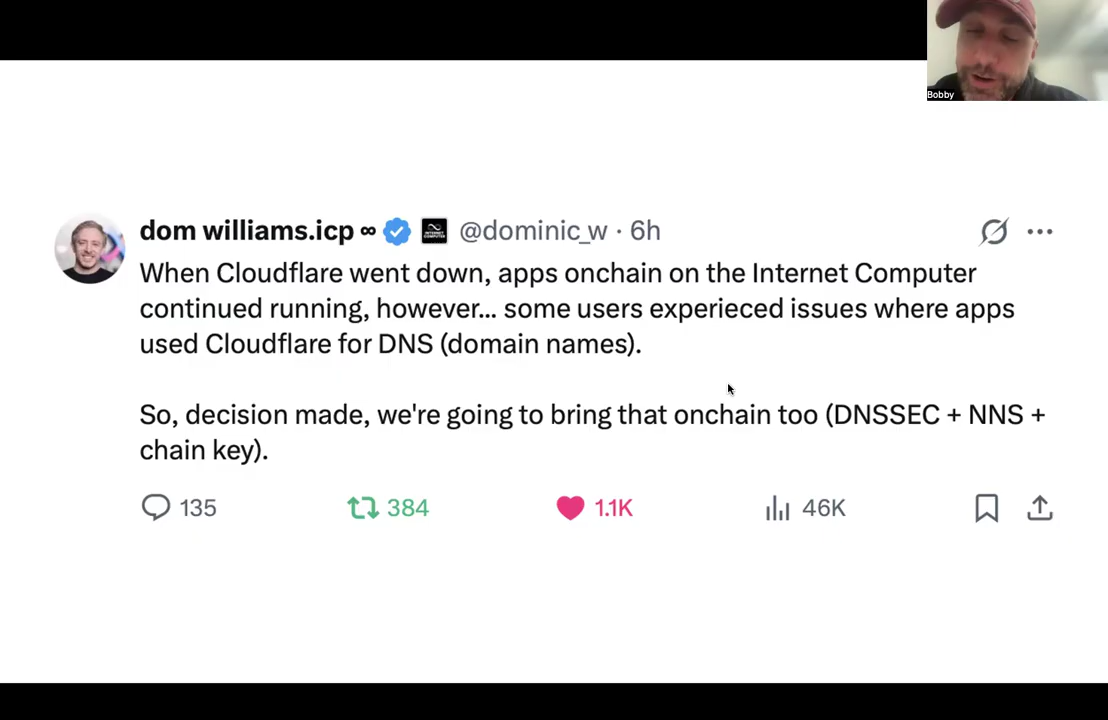 Bobby
dom williams.icp ∞ @dominic_w · 6h
When Cloudflare went down, apps onchain on the Internet Computer
continued running, however... some users experieced issues where apps
used Cloudflare for DNS (domain names).
So, decision made, we're going to bring that onchain too (DNSSEC + NNS +
chain key).
135 384 1.1K 46K